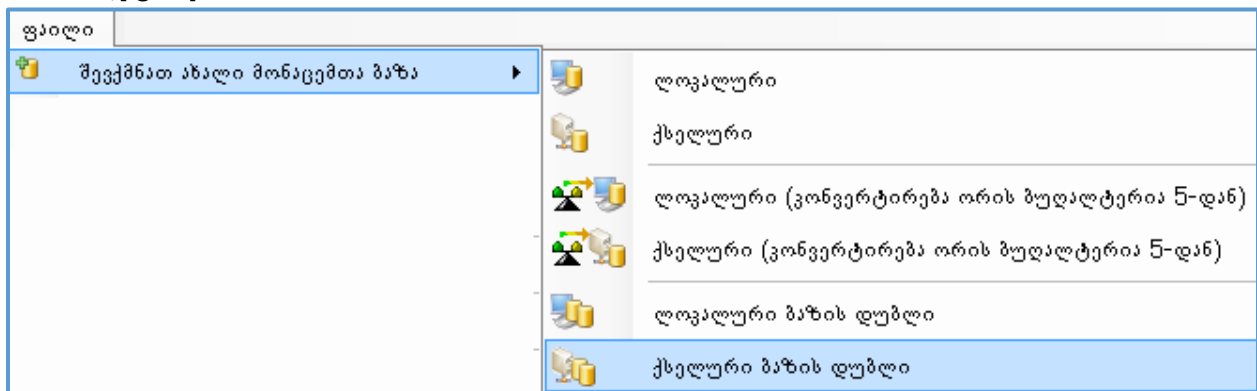 ფაილი
შევქმნათ ახალი მონაცემთა ბაზა
ლოკალური
ქსელური
ლოკალური (კონვერტირება ორის ბუღალტერია 5-დან)
ქსელური (კონვერტირება ორის ბუღალტერია 5-დან)
ლოკალური ბაზის დუბლი
ქსელური ბაზის დუბლი